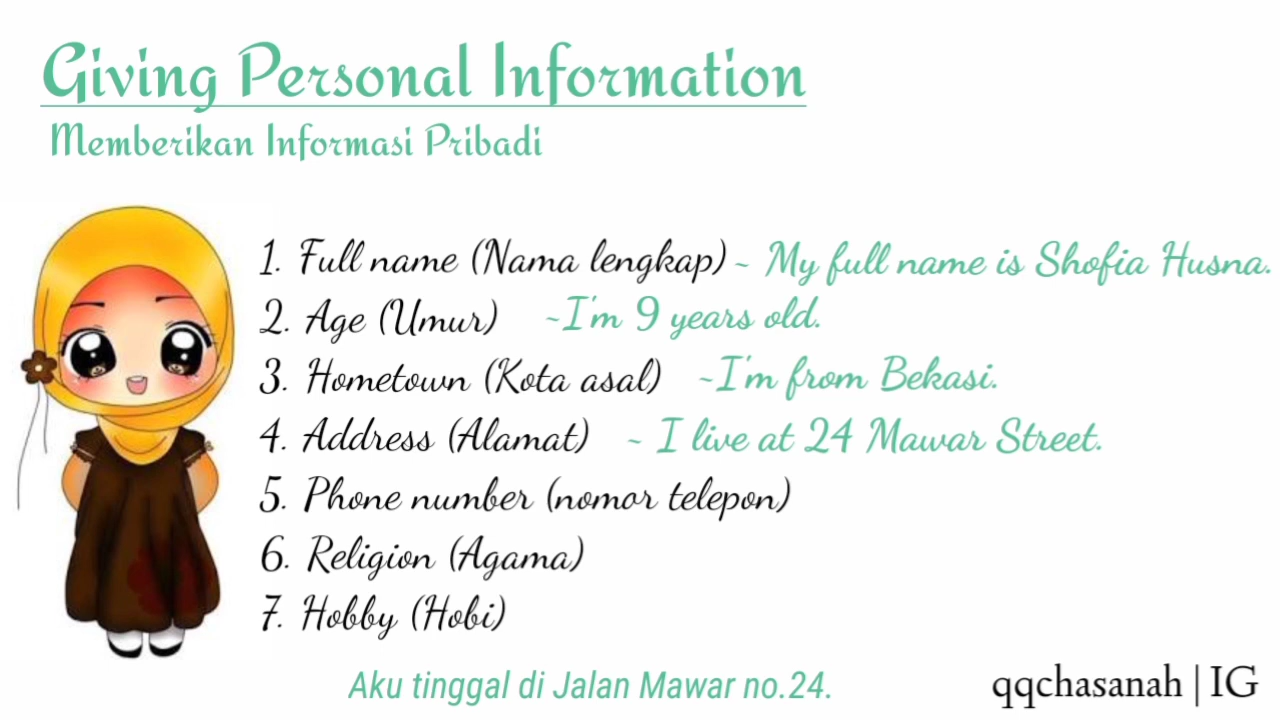 Giving Personal Information
Memberikan Informasi Pribadi
1. Full name (Nama lengkap) ~ My full name is Shofia Husna.
2. Age (Umur) ~I'm 9 years old.
3. Hometown (Kota asal) ~I'm from Bekasi.
4. Address (Alamat) ~ I live at 24 Mawar Street.
5. Phone number (nomor telepon)
6. Religion (Agama)
7. Hobby (Hobi)
Aku tinggal di Jalan Mawar no.24.
qqchasanah | IG